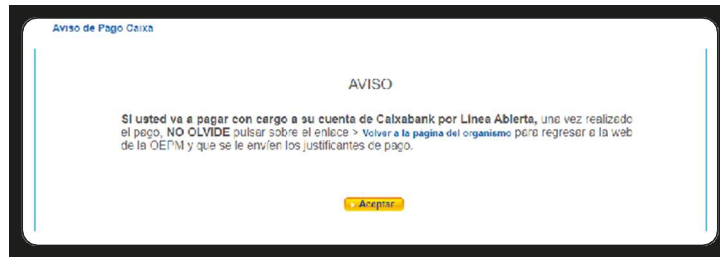 Aviso de Pago Caixa
AVISO
Si usted va a pagar con cargo a su cuenta de Caixabank por Línea Abierta, una vez realizado
el pago, NO OLVIDE pulsar sobre el enlace > Volver a la pagina del organismo para regresar a la web
de la OEPM y que se le envíen los justificantes de pago.
Aceptar